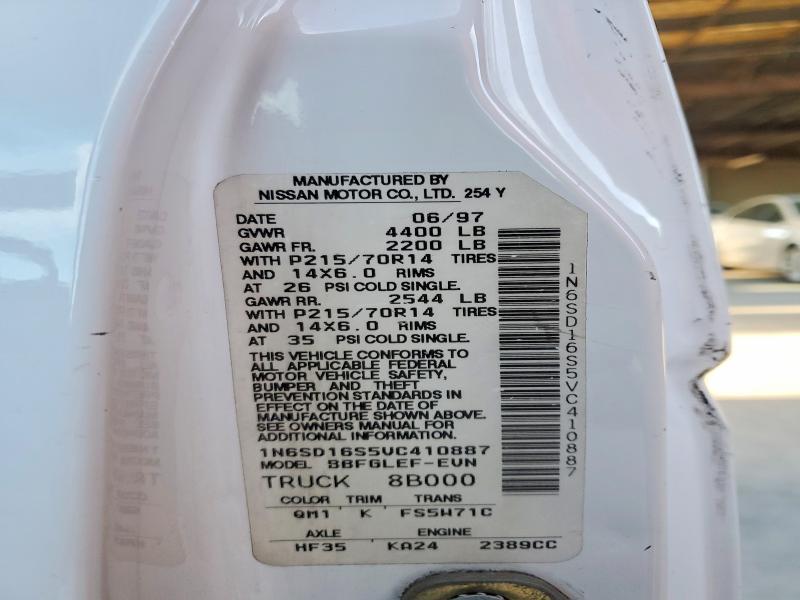 MANUFACTURED BY
NISSAN MOTOR CO., LTD. 254 Y
DATE 06/97
GVWR 4400 LB
GAWR FR. 2200 LB
WITH P215/70R14 TIRES
AND 14X6.0 RIMS
AT 26 PSI COLD SINGLE.
GAWR RR. 2544 LB
WITH P215/70R14 TIRES
AND 14X6.0 RIMS
AT 35 PSI COLD SINGLE.
THIS VEHICLE CONFORMS TO
ALL APPLICABLE FEDERAL
MOTOR VEHICLE SAFETY,
BUMPER AND THEFT
PREVENTION STANDARDS IN
EFFECT ON THE DATE OF
MANUFACTURE SHOWN ABOVE.
SEE OWNERS MANUAL FOR
ADDITIONAL INFORMATION.
1N6SD16S5VC410887
MODEL BBFGLEF-EVN
TRUCK 8B000
COLOR TRIM TRANS
QM1 K FS5W71C
AXLE ENGINE
HF35 KA24 2389CC
1N6SD16S5VC410887